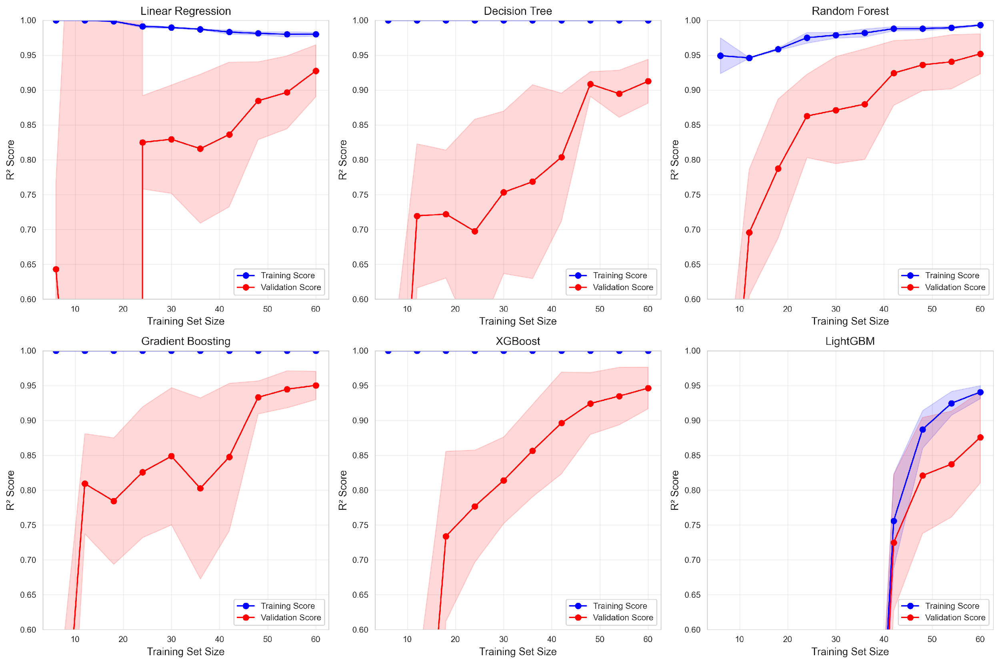 Linear Regression
1.00
0.95
0.90
0.85
0.80
0.75
0.70
0.65
0.60
R² Score
10 20 30 40 50 60
Training Set Size
Training Score
Validation Score
Decision Tree
1.00
0.95
0.90
0.85
0.80
0.75
0.70
0.65
0.60
R² Score
10 20 30 40 50 60
Training Set Size
Training Score
Validation Score
Random Forest
1.00
0.95
0.90
0.85
0.80
0.75
0.70
0.65
0.60
R² Score
10 20 30 40 50 60
Training Set Size
Training Score
Validation Score
Gradient Boosting
1.00
0.95
0.90
0.85
0.80
0.75
0.70
0.65
0.60
R² Score
10 20 30 40 50 60
Training Set Size
Training Score
Validation Score
XGBoost
1.00
0.95
0.90
0.85
0.80
0.75
0.70
0.65
0.60
R² Score
10 20 30 40 50 60
Training Set Size
Training Score
Validation Score
LightGBM
1.00
0.95
0.90
0.85
0.80
0.75
0.70
0.65
0.60
R² Score
10 20 30 40 50 60
Training Set Size
Training Score
Validation Score